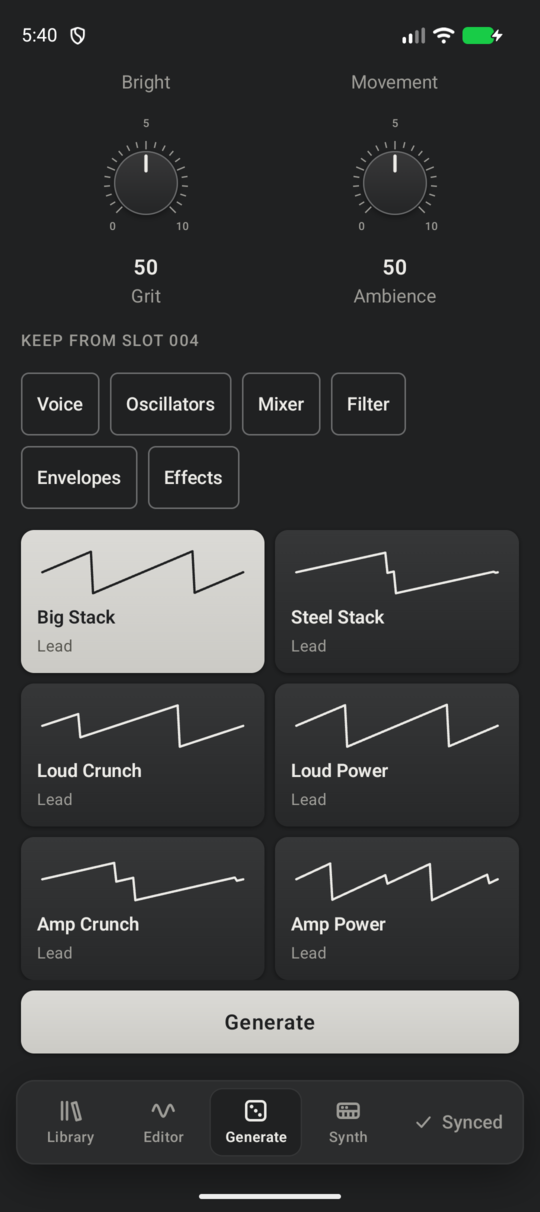 5:40
Bright Movement
5 5
0 10 0 10
50 50
Grit Ambience
KEEP FROM SLOT 004
Voice Oscillators Mixer Filter
Envelopes Effects
Big Stack Steel Stack
Lead Lead
Loud Crunch Loud Power
Lead Lead
Amp Crunch Amp Power
Lead Lead
Generate
Library Editor Generate Synth Synced